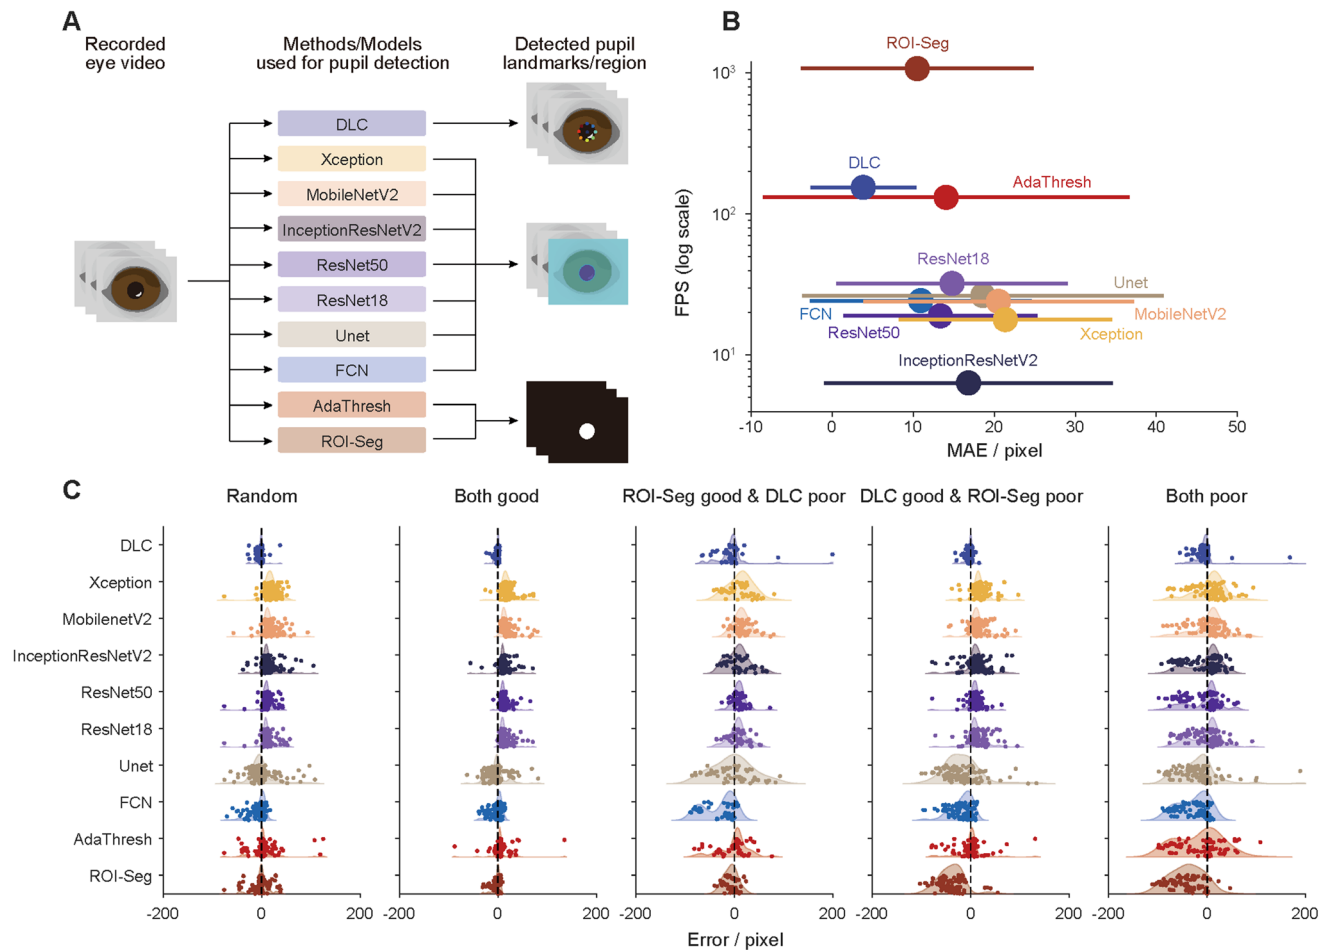 A
Recorded
eye video
Methods/Models
used for pupil detection
Detected pupil
landmarks/region
DLC
Xception
MobileNetV2
InceptionResNetV2
ResNet50
ResNet18
Unet
FCN
AdaThresh
ROI-Seg
B
FPS (log scale)
10³
10²
10¹
ROI-Seg
DLC
AdaThresh
ResNet18
Unet
FCN
MobileNetV2
ResNet50
Xception
InceptionResNetV2
-10 0 10 20 30 40 50
MAE / pixel
C
Random
Both good
ROI-Seg good & DLC poor
DLC good & ROI-Seg poor
Both poor
DLC
Xception
MobilenetV2
InceptionResNetV2
ResNet50
ResNet18
Unet
FCN
AdaThresh
ROI-Seg
-200 0 200 -200 0 200 -200 0 200 -200 0 200 -200 0 200
Error / pixel